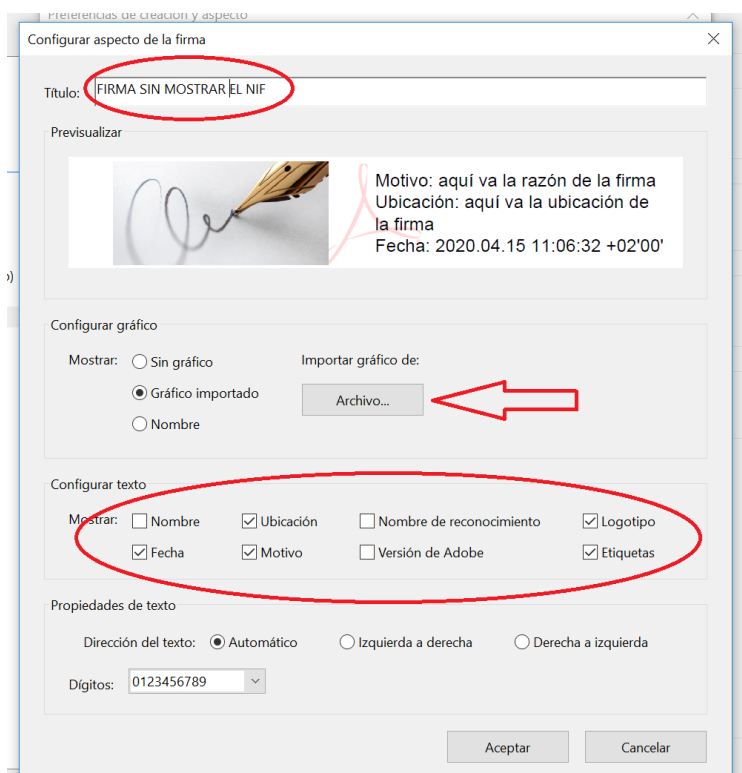 Preferencias de creación y aspecto
Configurar aspecto de la firma
Título: FIRMA SIN MOSTRAR EL NIF
Previsualizar
Motivo: aquí va la razón de la firma
Ubicación: aquí va la ubicación de
la firma
Fecha: 2020.04.15 11:06:32 +02'00'
o)
Configurar gráfico
Mostrar: Sin gráfico Importar gráfico de:
Gráfico importado Archivo...
Nombre
Configurar texto
Mostrar: Nombre Ubicación Nombre de reconocimiento Logotipo
Fecha Motivo Versión de Adobe Etiquetas
Propiedades de texto
Dirección del texto: Automático Izquierda a derecha Derecha a izquierda
Dígitos: 0123456789
Aceptar Cancelar